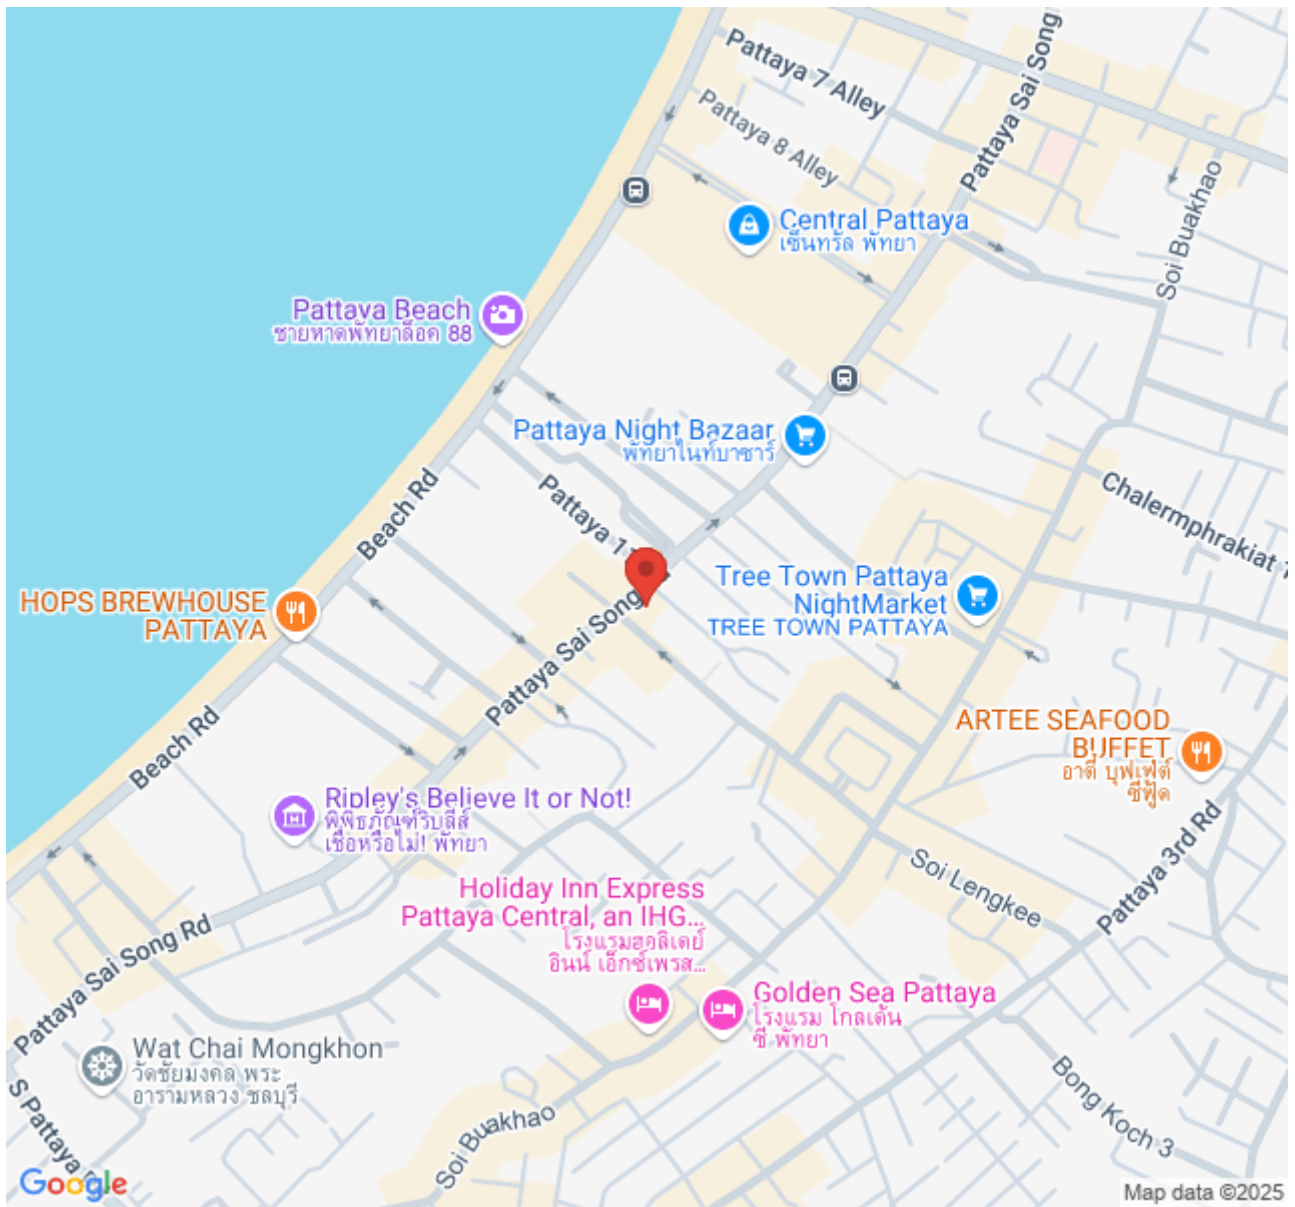 Pattaya 7 Alley
Pattaya Sai Song
Pattaya 8 Alley
Soi Buakhao
Central Pattaya
เซ็นทรัล พัทยา
Pattaya Beach
ชายหาดพัทยาล็อค 88
Pattaya Night Bazaar
พัทยาไนท์บาซาร์
Beach Rd
Pattaya 1
Chalermphrakiat
Tree Town Pattaya
NightMarket
TREE TOWN PATTAYA
HOPS BREWHOUSE
PATTAYA
Pattaya Sai Song
Beach Rd
ARTEE SEAFOOD
BUFFET
อาตี๋ บุฟเฟ่ต์
ซีฟู้ด
Ripley's Believe It or Not!
พิพิธภัณฑ์ริบลีส์
เชื่อหรือไม่! พัทยา
Pattaya 3rd Rd
Soi Lengkee
Holiday Inn Express
Pattaya Central, an IHG...
โรงแรมฮอลิเดย์
อินน์ เอ็กซ์เพรส...
Pattaya Sai Song Rd
Golden Sea Pattaya
โรงแรม โกลเด้น
ซี พัทยา
Wat Chai Mongkhon
วัดชัยมงคล พระ
อารามหลวง ชลบุรี
Bong Koch 3
Soi Buakhao
S Pattaya
Google
Map data ©2025